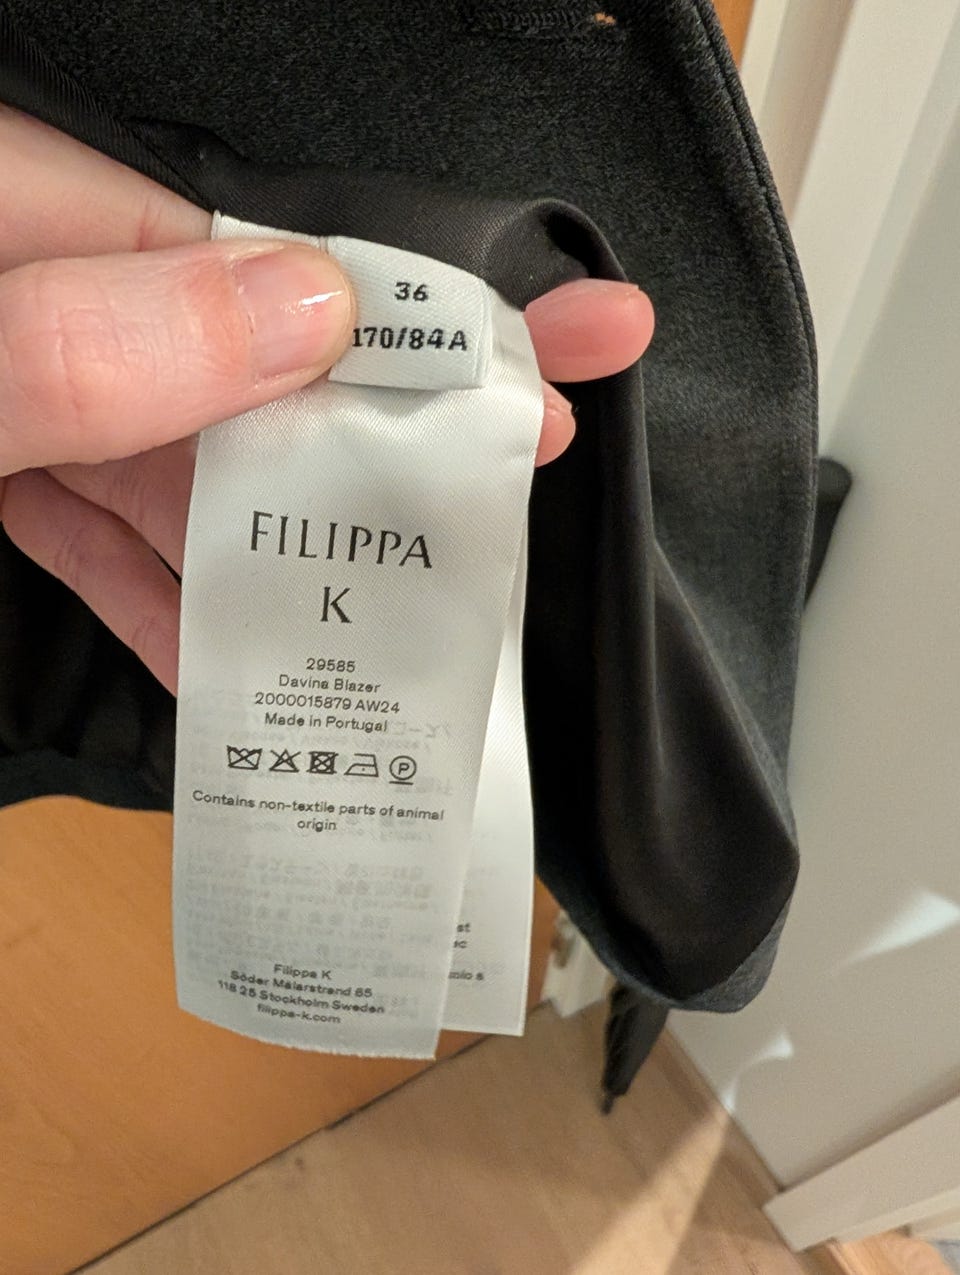 36
170/84A
FILIPPA
K
29585
Davina Blazer
2000015879 AW24
Made in Portugal
P
Contains non-textile parts of animal
origin
Filippa K
Söder Mälarstrand 65
118 25 Stockholm Sweden
filippa-k.com